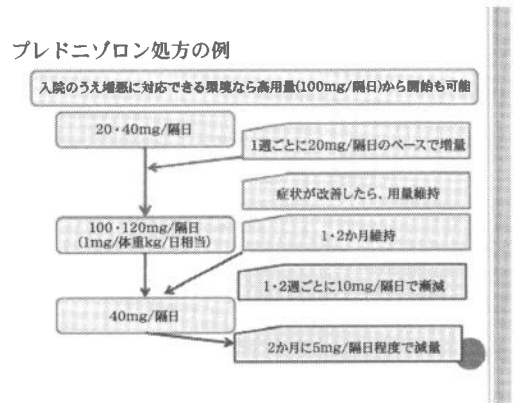 プレドニゾロン処方の例
入院のうえ増悪に対応できる環境なら高用量(100mg/隔日)から開始も可能
20・40mg/隔日
1週ごとに20mg/隔日のペースで増量
症状が改善したら、用量維持
100・120mg/隔日
(1mg/体重kg/日相当)
1・2か月維持
1・2週ごとに10mg/隔日で漸減
40mg/隔日
2か月に5mg/隔日程度で減量